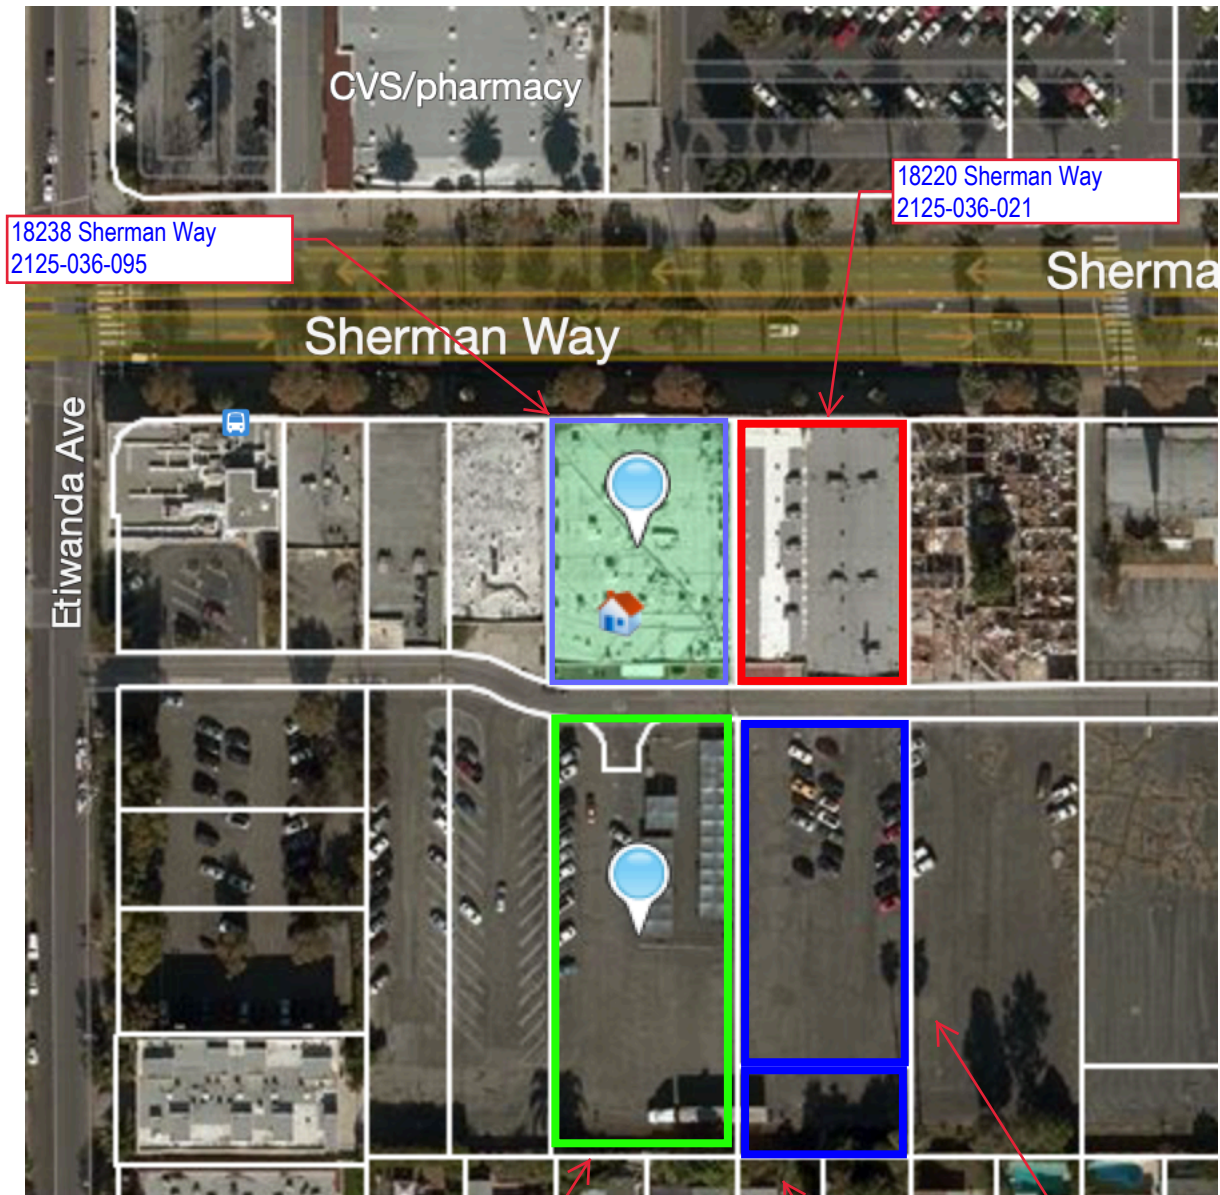 CVS/pharmacy
18220 Sherman Way
2125-036-021
18238 Sherman Way
2125-036-095
Sherma
Sherman Way
Etiwanda Ave